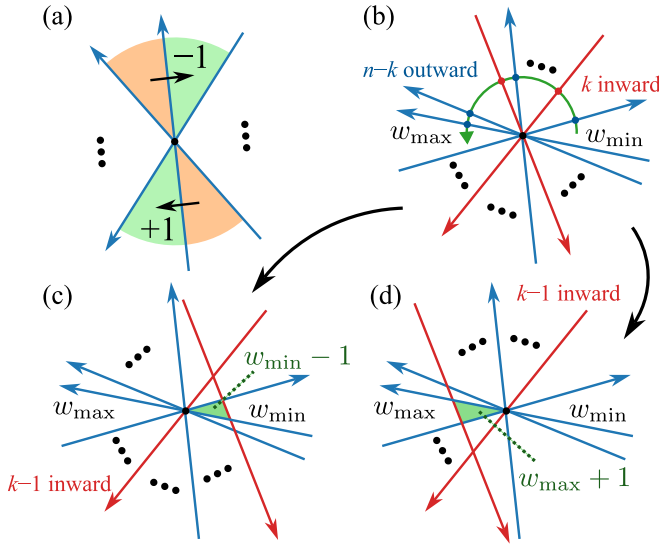 (a)
−1
+1
(b)
n−k outward
k inward
w_max
w_min
(c)
w_min − 1
w_max
w_min
k−1 inward
(d)
k−1 inward
w_max
w_min
w_max + 1